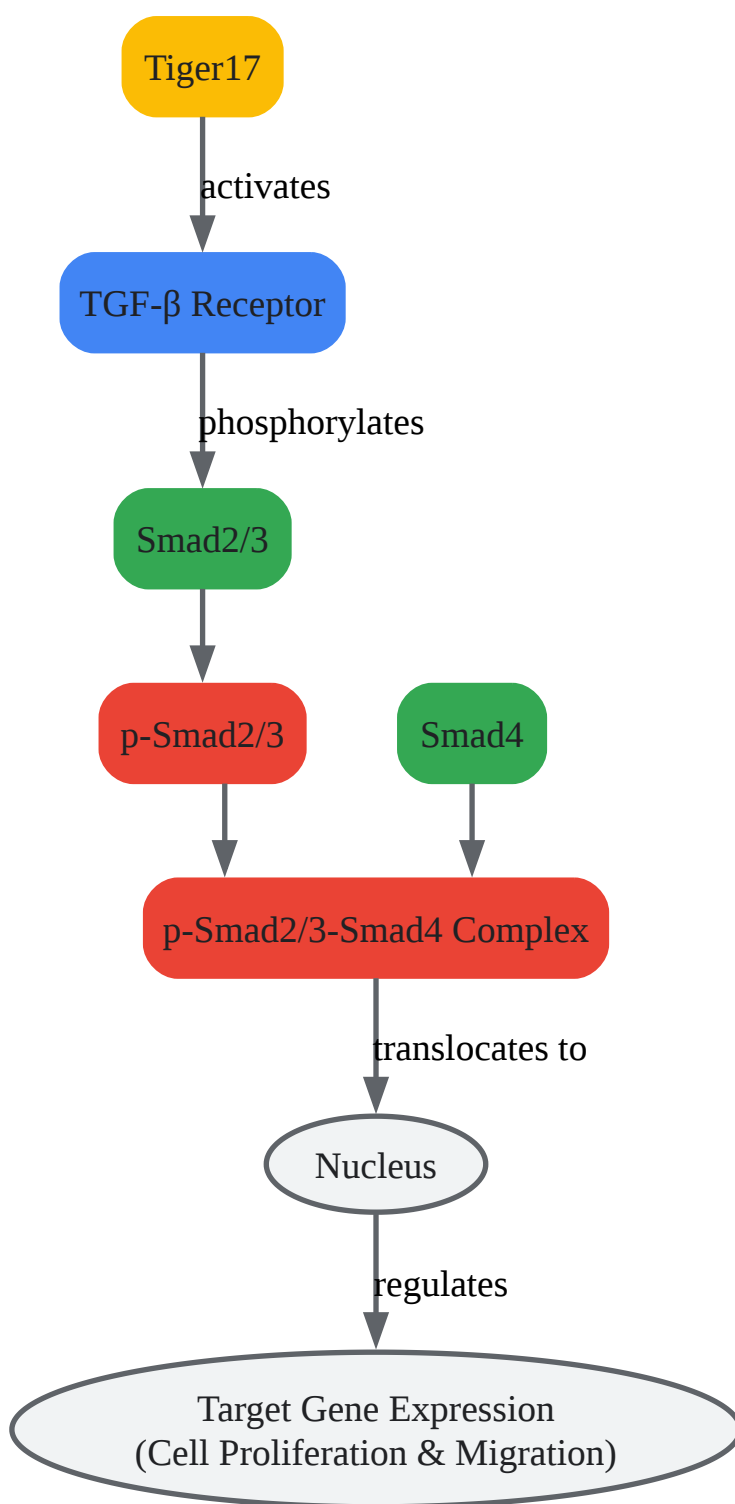 Tiger17
activates
TGF-β Receptor
phosphorylates
Smad2/3
p-Smad2/3
Smad4
p-Smad2/3-Smad4 Complex
translocates to
Nucleus
regulates
Target Gene Expression
(Cell Proliferation & Migration)